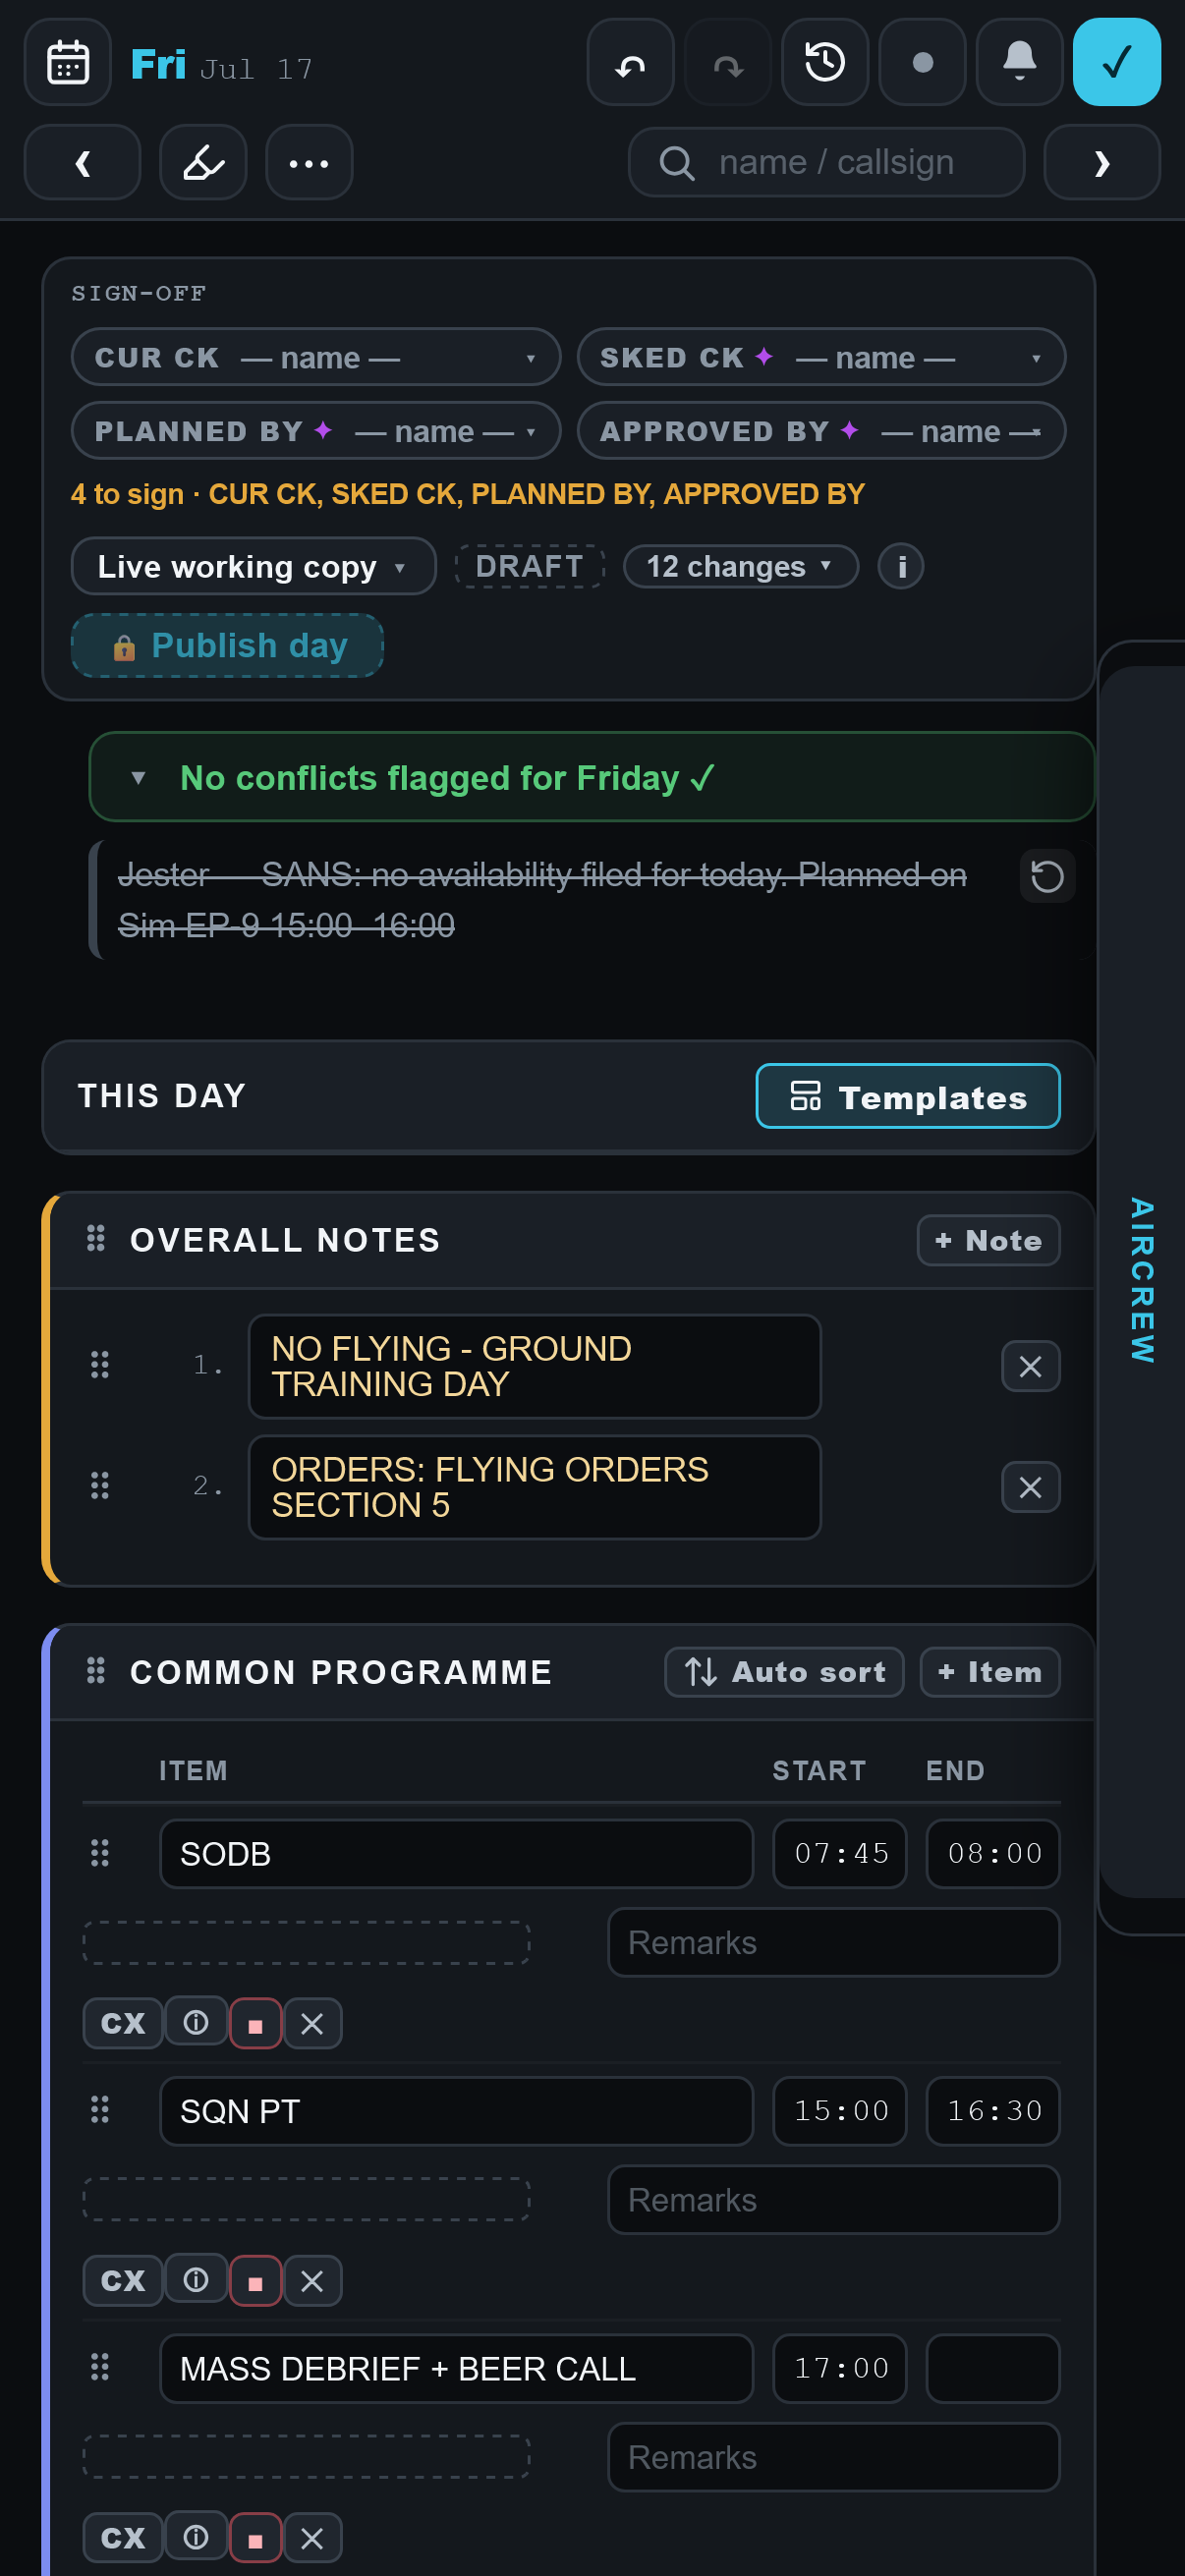 Fri Jul 17
name / callsign
SIGN-OFF
CUR CK — name —
SKED CK ✦ — name —
PLANNED BY ✦ — name —
APPROVED BY ✦ — name —
4 to sign · CUR CK, SKED CK, PLANNED BY, APPROVED BY
Live working copy
DRAFT
12 changes
i
Publish day
No conflicts flagged for Friday ✓
Jester — SANS: no availability filed for today. Planned on
Sim EP-9 15:00–16:00
THIS DAY
Templates
AIRCREW
OVERALL NOTES
+ Note
1. NO FLYING - GROUND
TRAINING DAY
2. ORDERS: FLYING ORDERS
SECTION 5
COMMON PROGRAMME
Auto sort
+ Item
ITEM START END
SODB 07:45 08:00
Remarks
CX
SQN PT 15:00 16:30
Remarks
CX
MASS DEBRIEF + BEER CALL 17:00
Remarks
CX